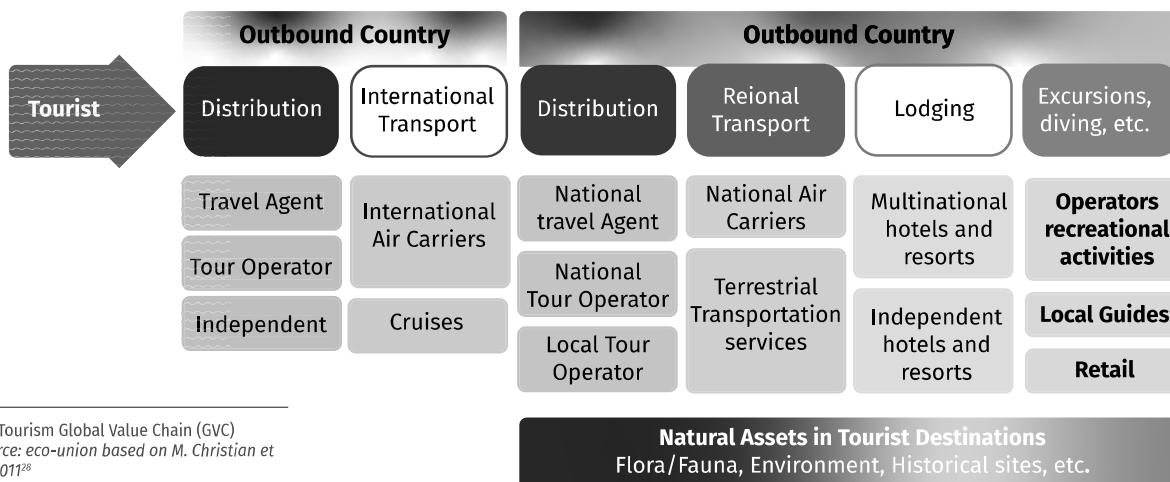 Outbound Country
Outbound Country
Tourist
Distribution
International
Transport
Distribution
Reional
Transport
Lodging
Excursions,
diving, etc.
Travel Agent
Tour Operator
Independent
International
Air Carriers
Cruises
National
travel Agent
National
Tour Operator
Local Tour
Operator
National Air
Carriers
Terrestrial
Transportation
services
Multinational
hotels and
resorts
Independent
hotels and
resorts
Operators
recreational
activities
Local Guides
Retail
Tourism Global Value Chain (GVC)
rce: eco-union based on M. Christian et
011²⁸
Natural Assets in Tourist Destinations
Flora/Fauna, Environment, Historical sites, etc.